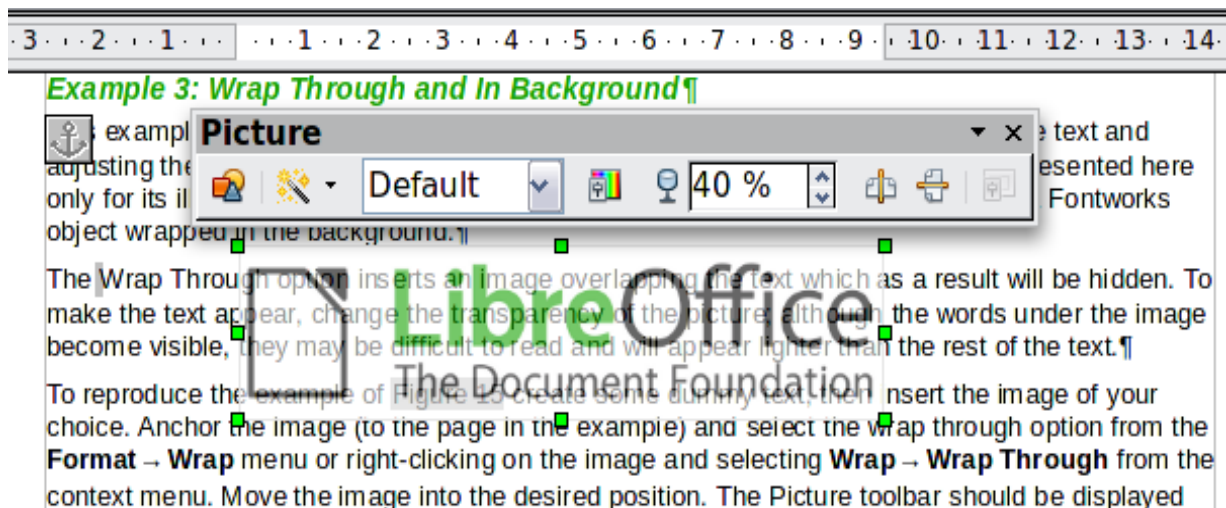 3 2 1 1 2 3 4 5 6 7 8 9 10 11 12 13 14
Example 3: Wrap Through and In Background¶
exampl
text and
Picture
adjusting the
esented here
Default
40 %
only for its il
Fontworks
object wrapped in the background.¶
The Wrap Through option inserts an image overlapping the text which as a result will be hidden. To
make the text appear, change the transparency of the picture; although the words under the image
become visible, they may be difficult to read and will appear lighter than the rest of the text.¶
LibreOffice
The Document Foundation
To reproduce the example of Figure 15 create some dummy text, then insert the image of your
choice. Anchor the image (to the page in the example) and select the wrap through option from the
Format → Wrap menu or right-clicking on the image and selecting Wrap → Wrap Through from the
context menu. Move the image into the desired position. The Picture toolbar should be displayed